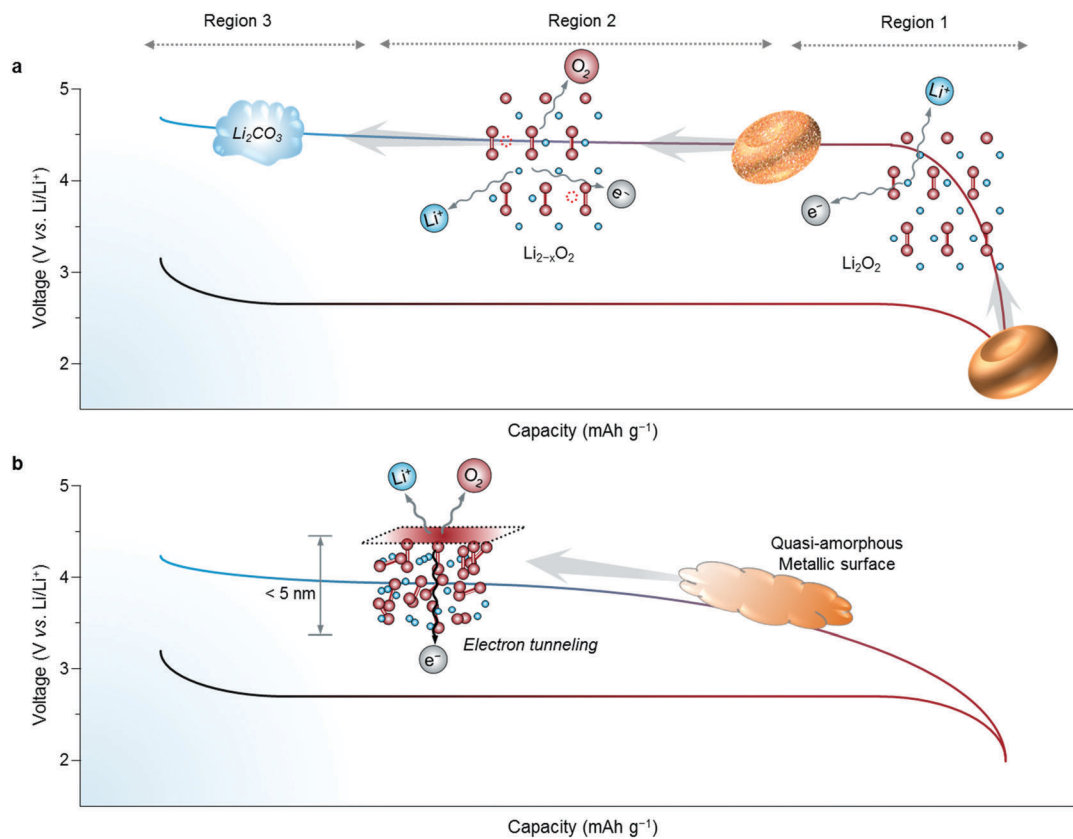 Region 3
Region 2
Region 1
a
5
4
3
2
Voltage (V vs. Li/Li⁺)
Li₂CO₃
O₂
Li⁺
e⁻
Li₂₋ₓO₂
Li⁺
e⁻
Li₂O₂
Capacity (mAh g⁻¹)
b
5
4
3
2
Voltage (V vs. Li/Li⁺)
Li⁺
O₂
< 5 nm
e⁻
Electron tunneling
Quasi-amorphous
Metallic surface
Capacity (mAh g⁻¹)